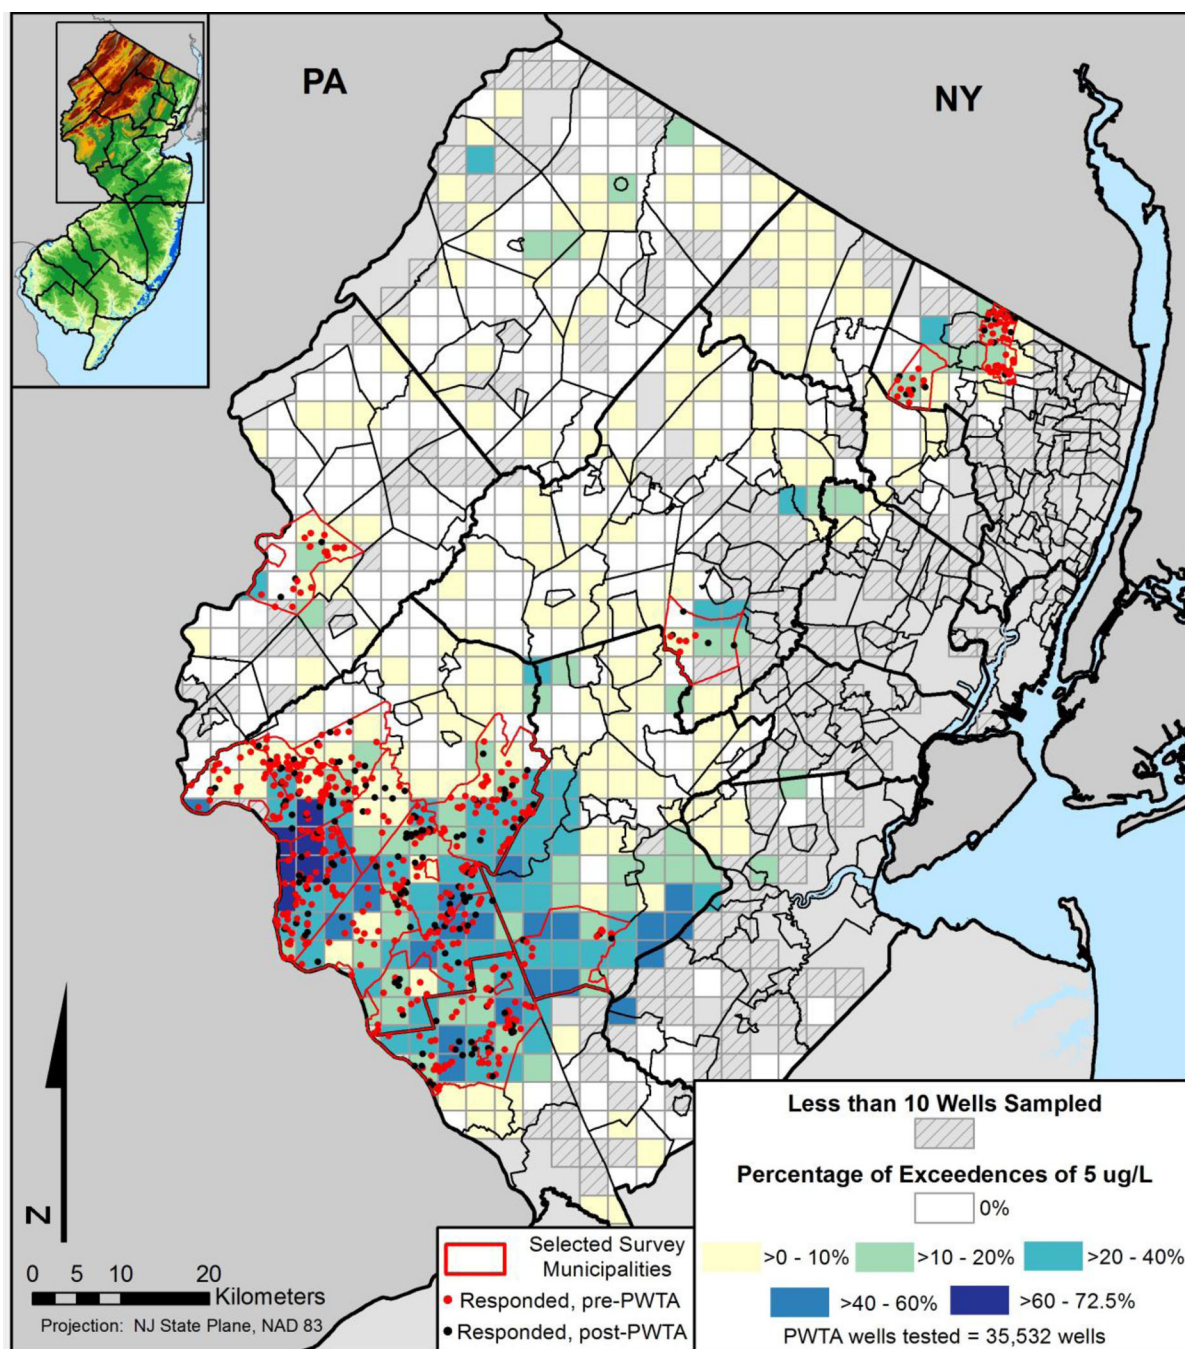 PA
NY
Less than 10 Wells Sampled
Percentage of Exceedences of 5 ug/L
0%
>0 - 10%
>10 - 20%
>20 - 40%
>40 - 60%
>60 - 72.5%
PWTA wells tested = 35,532 wells
Selected Survey
Municipalities
Responded, pre-PWTA
Responded, post-PWTA
N
0 5 10 20
Kilometers
Projection: NJ State Plane, NAD 83